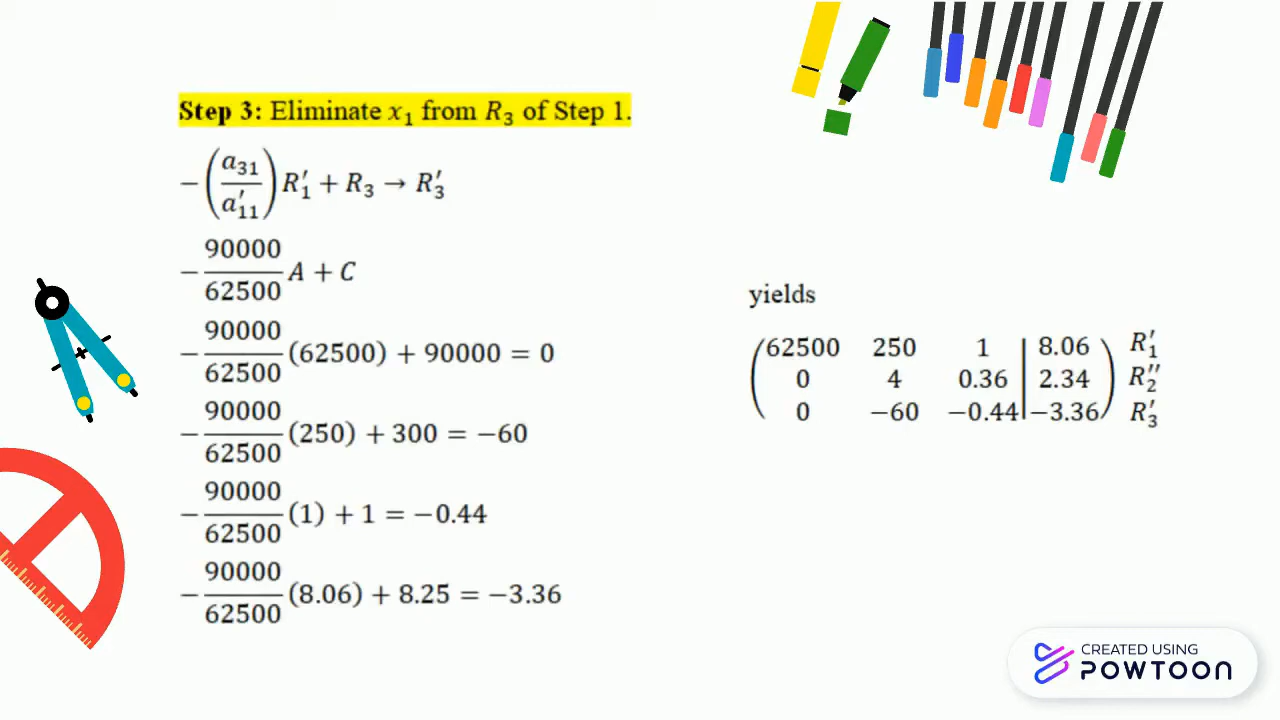 Step 3: Eliminate x₁ from R₃ of Step 1.
−(a₃₁/a′₁₁)R′₁ + R₃ → R′₃
−90000/62500 A + C
−90000/62500 (62500) + 90000 = 0
−90000/62500 (250) + 300 = −60
−90000/62500 (1) + 1 = −0.44
−90000/62500 (8.06) + 8.25 = −3.36
yields
(62500 250 1 | 8.06) R′₁
(0 4 0.36 | 2.34) R′′₂
(0 −60 −0.44 | −3.36) R′₃
CREATED USING
POWTOON